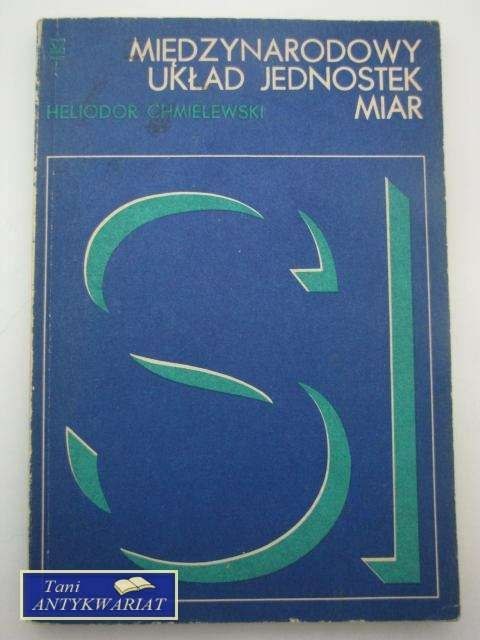 MIĘDZYNARODOWY
UKŁAD JEDNOSTEK
MIAR
HELIODOR CHMIELEWSKI
SI
Tani
ANTYKWARIAT